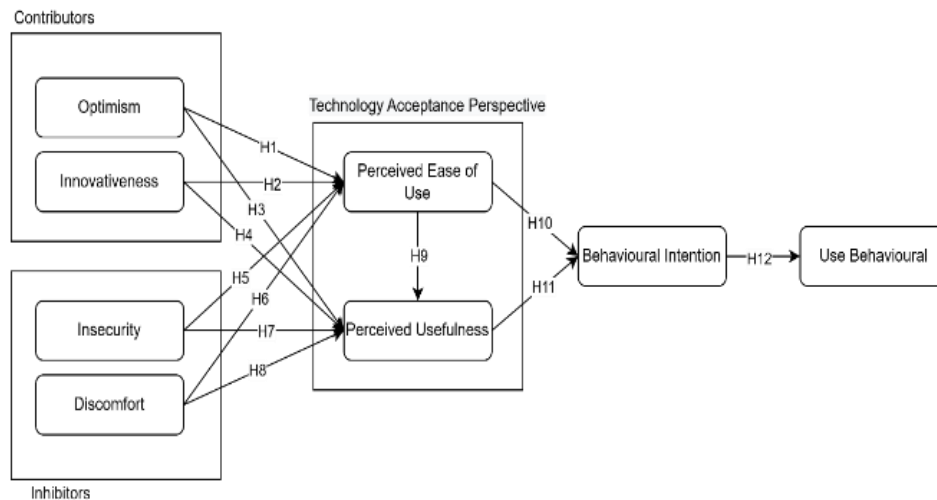 Contributors
Optimism
Innovativeness
Technology Acceptance Perspective
H1
H2
H3
H4
H5
H6
H7
H8
Perceived Ease of
Use
H9
Perceived Usefulness
H10
H11
Behavioural Intention
H12
Use Behavioural
Insecurity
Discomfort
Inhibitors